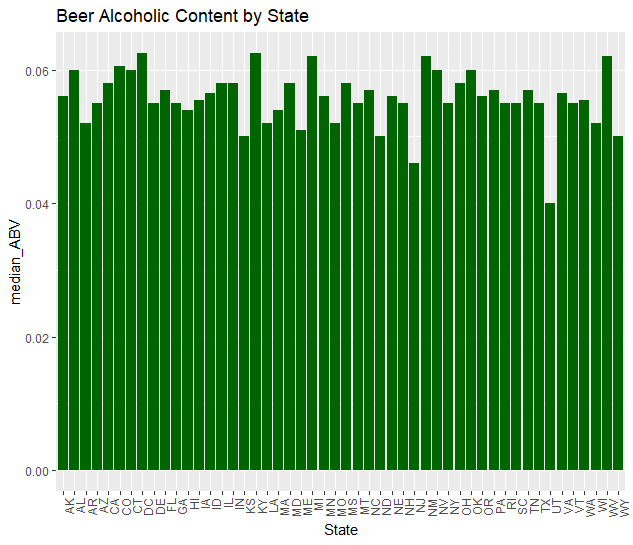 Beer Alcoholic Content by State
median_ABV
0.06
0.04
0.02
0.00
AK AL AR AZ CA CO CT DC DE FL GA HI IA ID IL IN KS KY LA MA MD ME MI MN MO MS MT NC ND NE NH NJ NM NV NY OH OK OR PA RI SC TN TX UT VA VT WA WI WV WY
State